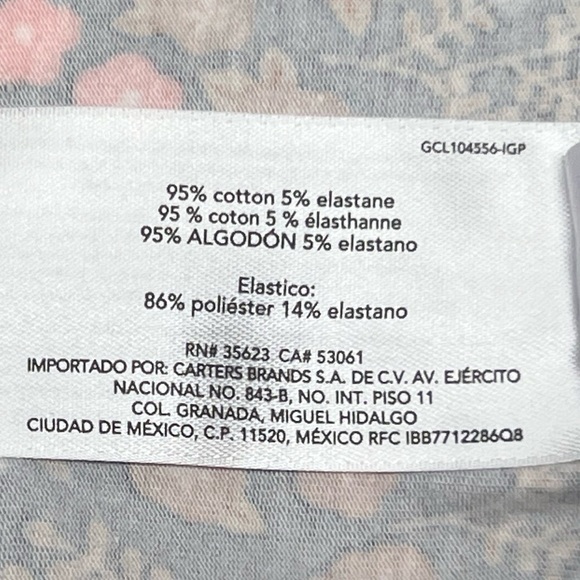 GCL104556-IGP
95% cotton 5% elastane
95 % coton 5 % élasthanne
95% ALGODÓN 5% elastano
Elastico:
86% poliéster 14% elastano
RN# 35623 CA# 53061
IMPORTADO POR: CARTERS BRANDS S.A. DE C.V. AV. EJÉRCITO
NACIONAL NO. 843-B, NO. INT. PISO 11
COL. GRANADA, MIGUEL HIDALGO
CIUDAD DE MÉXICO, C.P. 11520, MÉXICO RFC IBB7712286Q8